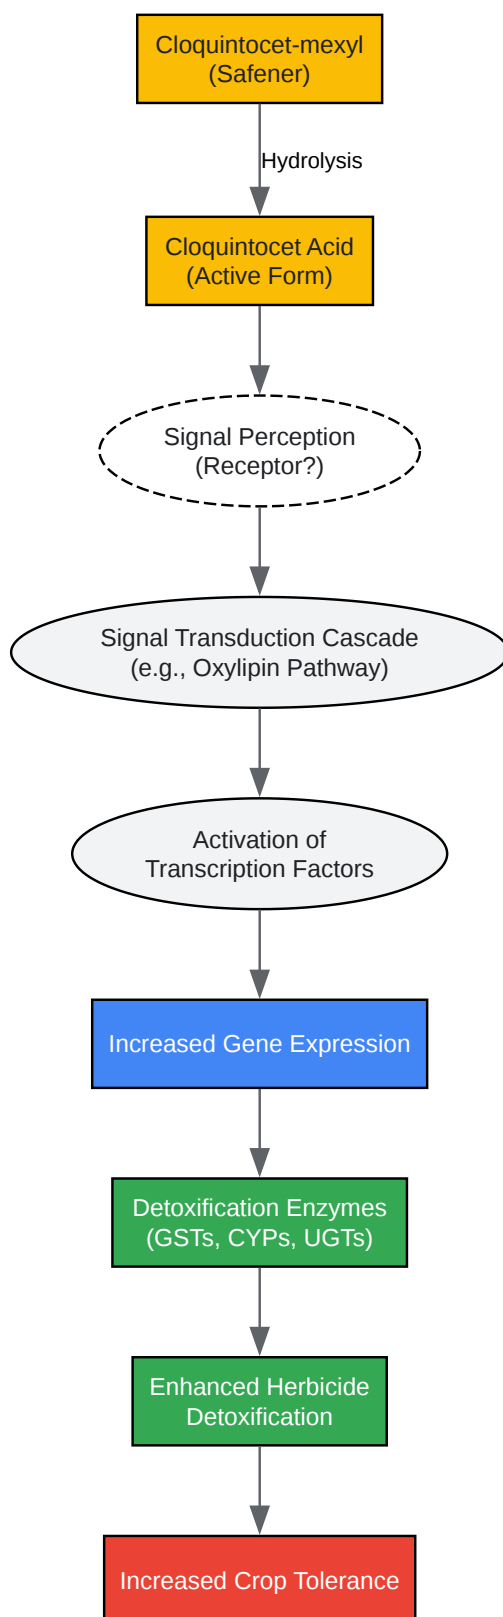 Cloquintocet-mexyl
(Safener)
Hydrolysis
Cloquintocet Acid
(Active Form)
Signal Perception
(Receptor?)
Signal Transduction Cascade
(e.g., Oxylipin Pathway)
Activation of
Transcription Factors
Increased Gene Expression
Detoxification Enzymes
(GSTs, CYPs, UGTs)
Enhanced Herbicide
Detoxification
Increased Crop Tolerance